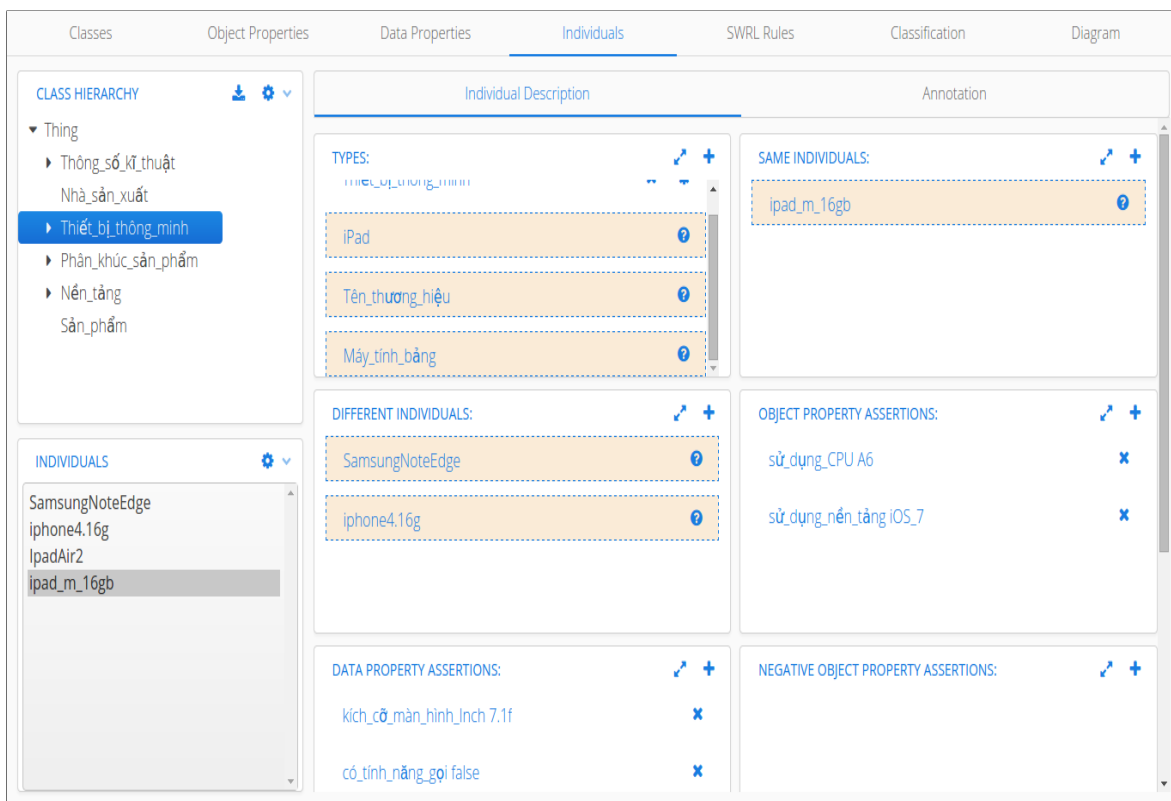 Classes
Object Properties
Data Properties
Individuals
SWRL Rules
Classification
Diagram
CLASS HIERARCHY
Thing
Thông_số_kĩ_thuật
Nhà_sản_xuất
Thiết_bị_thông_minh
Phân_khúc_sản_phẩm
Nền_tảng
Sản_phẩm
INDIVIDUALS
SamsungNoteEdge
iphone4.16g
IpadAir2
ipad_m_16gb
Individual Description
Annotation
TYPES:
Thiết_bị_thông_minh
iPad
Tên_thương_hiệu
Máy_tính_bảng
SAME INDIVIDUALS:
ipad_m_16gb
DIFFERENT INDIVIDUALS:
SamsungNoteEdge
iphone4.16g
OBJECT PROPERTY ASSERTIONS:
sử_dụng_CPU A6
sử_dụng_nền_tảng iOS_7
DATA PROPERTY ASSERTIONS:
kích_cỡ_màn_hình_Inch 7.1f
có_tính_năng_gọi false
NEGATIVE OBJECT PROPERTY ASSERTIONS: